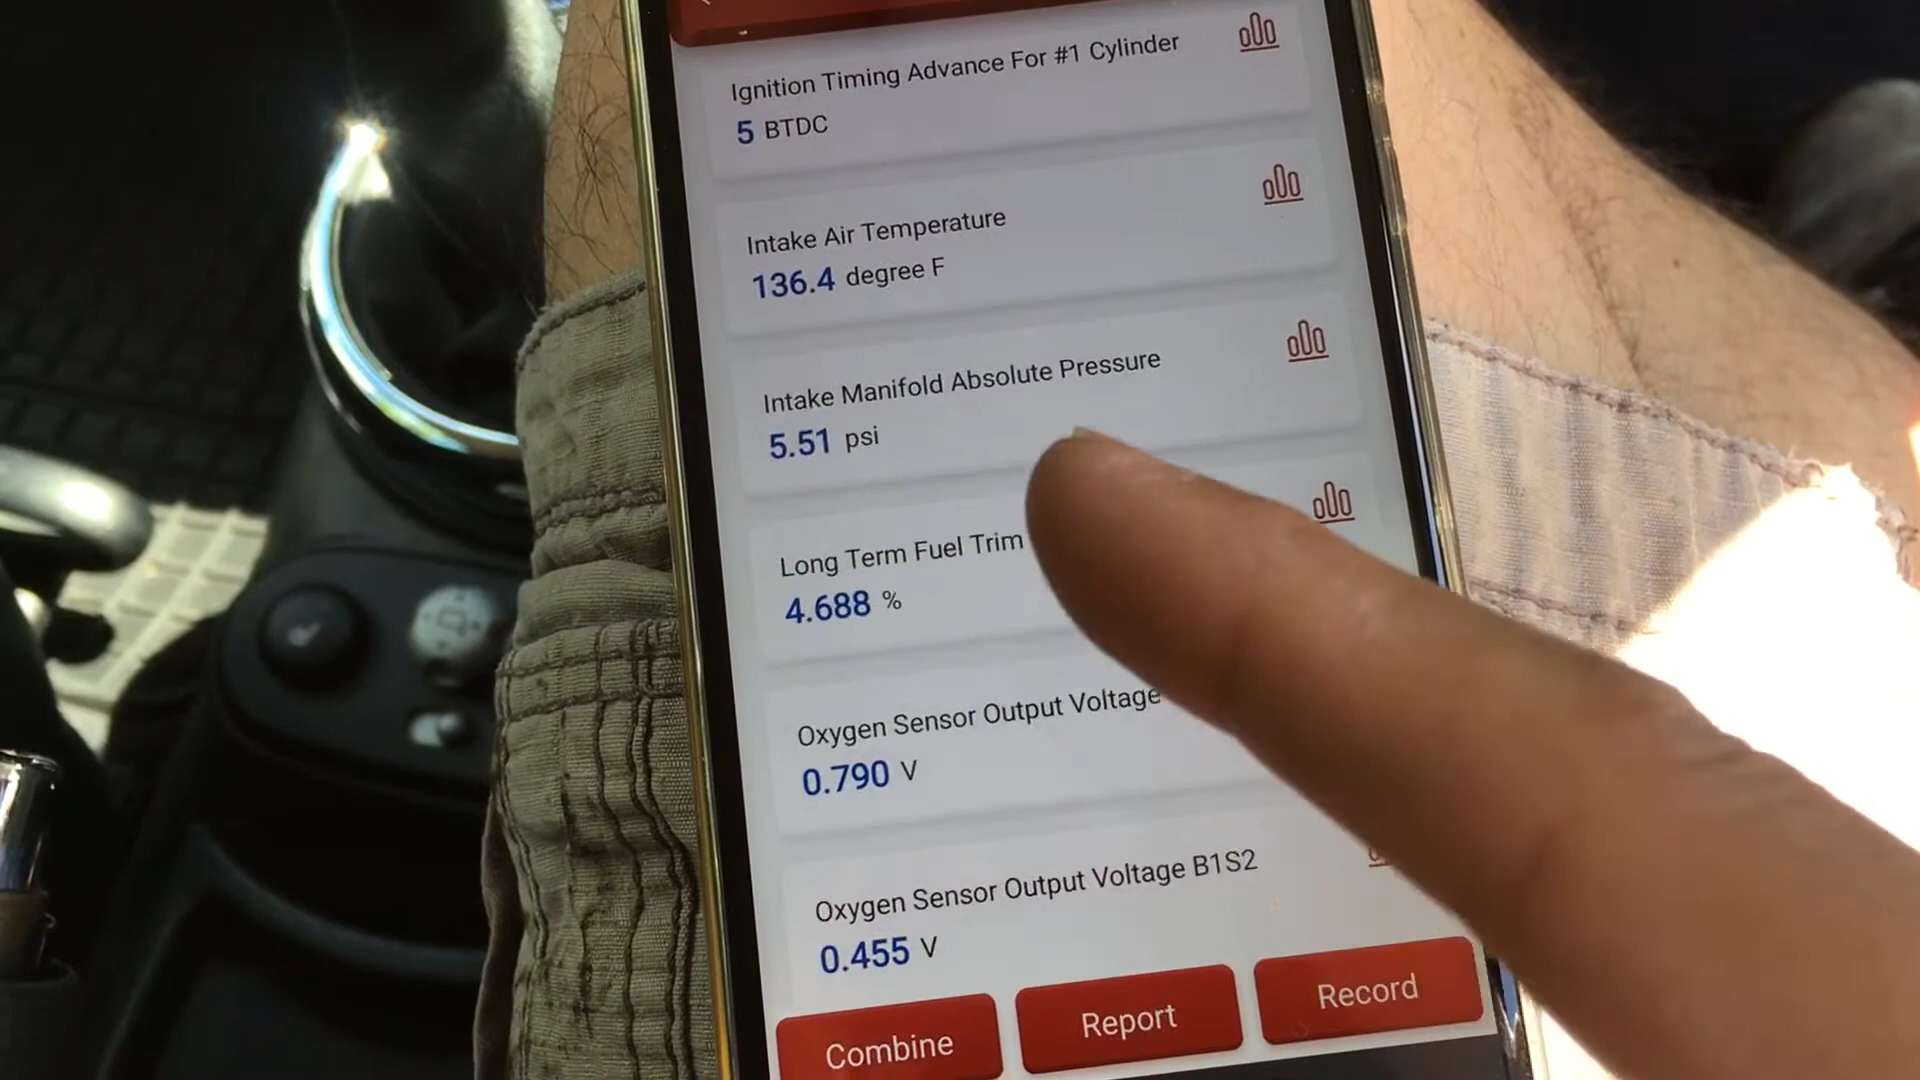 Ignition Timing Advance For #1 Cylinder
5 BTDC
Intake Air Temperature
136.4 degree F
Intake Manifold Absolute Pressure
5.51 psi
Long Term Fuel Trim
4.688 %
Oxygen Sensor Output Voltage
0.790 V
Oxygen Sensor Output Voltage B1S2
0.455 V
Combine Report Record